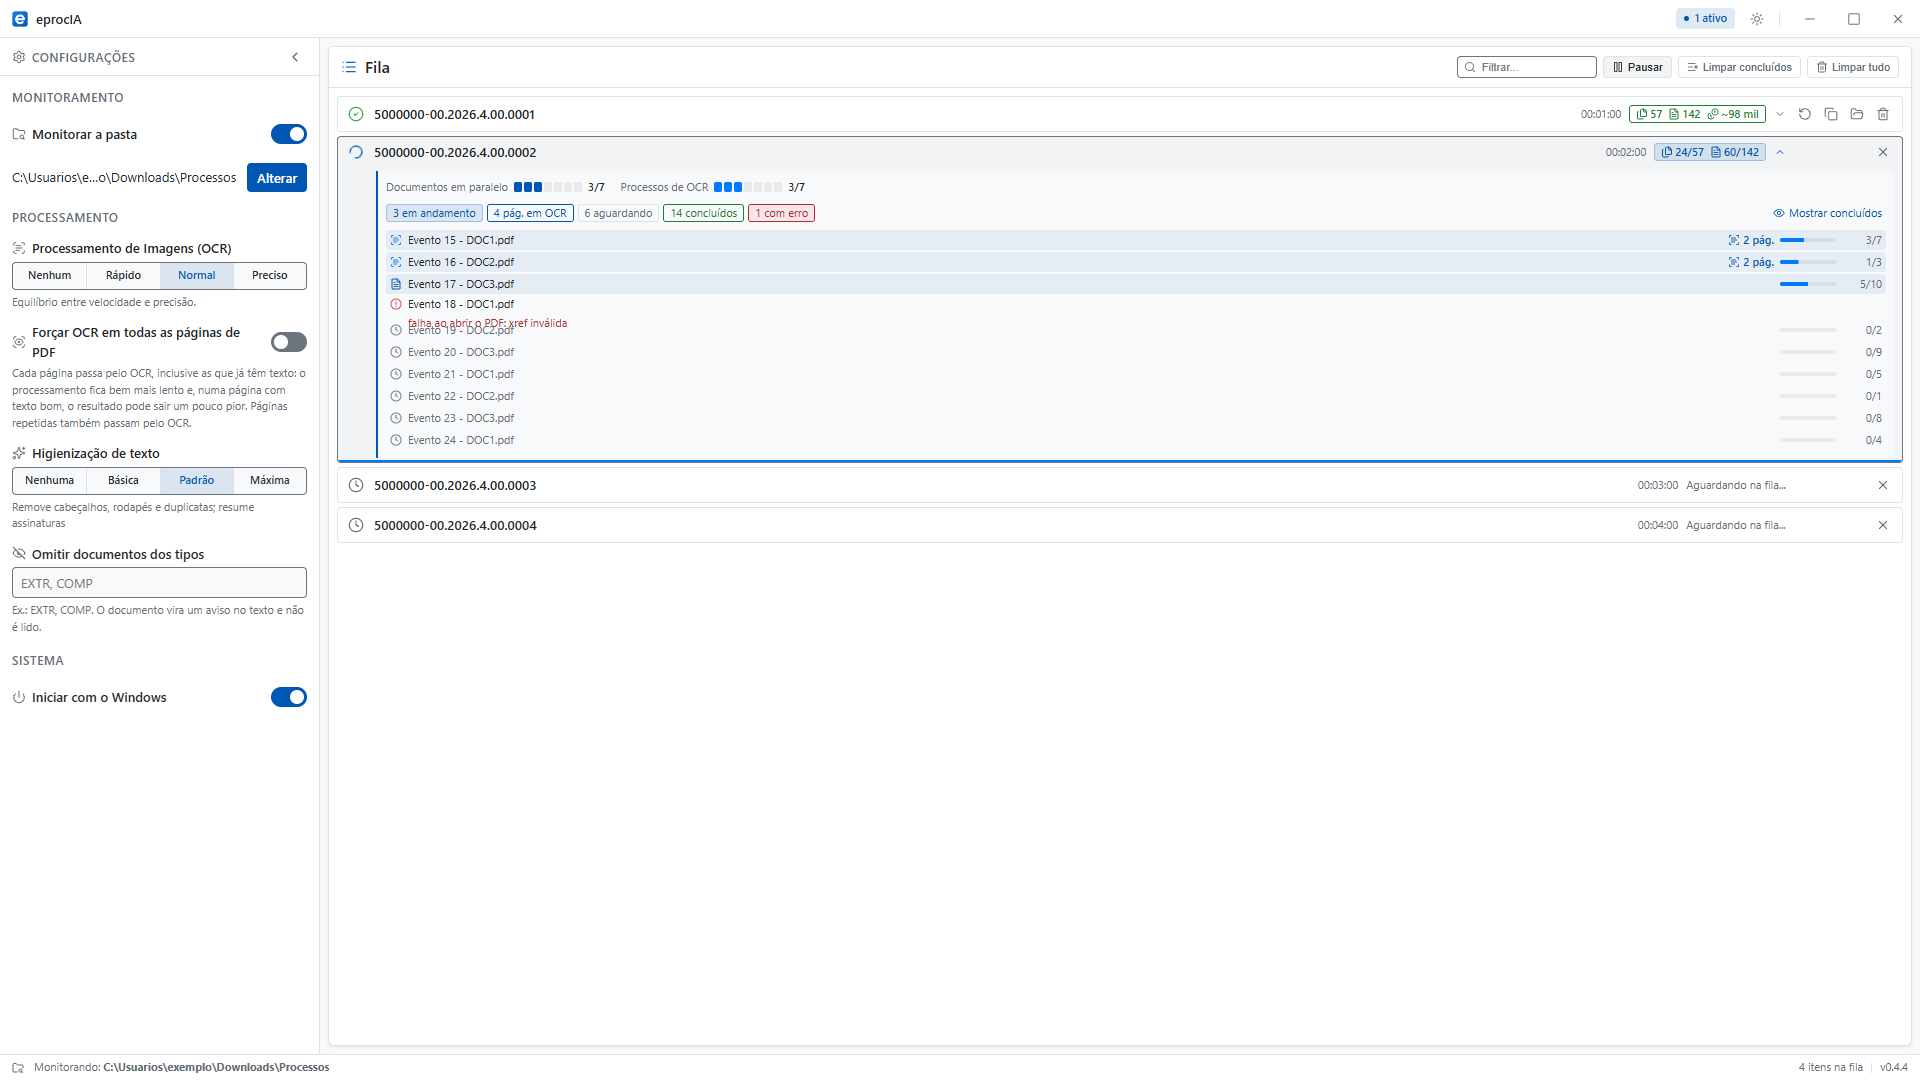 eprocIA
1 ativo
CONFIGURAÇÕES
MONITORAMENTO
Monitorar a pasta
C:\Usuarios\e...o\Downloads\Processos
Alterar
PROCESSAMENTO
Processamento de Imagens (OCR)
Nenhum Rápido Normal Preciso
Equilíbrio entre velocidade e precisão.
Forçar OCR em todas as páginas de
PDF
Cada página passa pelo OCR, inclusive as que já têm texto: o
processamento fica bem mais lento e, numa página com
texto bom, o resultado pode sair um pouco pior. Páginas
repetidas também passam pelo OCR.
Higienização de texto
Nenhuma Básica Padrão Máxima
Remove cabeçalhos, rodapés e duplicatas; resume
assinaturas
Omitir documentos dos tipos
EXTR, COMP
Ex.: EXTR, COMP. O documento vira um aviso no texto e não
é lido.
SISTEMA
Iniciar com o Windows
Fila
Filtrar...
Pausar
Limpar concluídos
Limpar tudo
5000000-00.2026.4.00.0001 00:01:00 57 142 ~98 mil
5000000-00.2026.4.00.0002 00:02:00 24/57 60/142
Documentos em paralelo 3/7 Processos de OCR 3/7
3 em andamento 4 pág. em OCR 6 aguardando 14 concluídos 1 com erro Mostrar concluídos
Evento 15 - DOC1.pdf 2 pág. 3/7
Evento 16 - DOC2.pdf 2 pág. 1/3
Evento 17 - DOC3.pdf 5/10
Evento 18 - DOC1.pdf
falha ao abrir o PDF: xref inválida
Evento 19 - DOC2.pdf 0/2
Evento 20 - DOC3.pdf 0/9
Evento 21 - DOC1.pdf 0/5
Evento 22 - DOC2.pdf 0/1
Evento 23 - DOC3.pdf 0/8
Evento 24 - DOC1.pdf 0/4
5000000-00.2026.4.00.0003 00:03:00 Aguardando na fila...
5000000-00.2026.4.00.0004 00:04:00 Aguardando na fila...
Monitorando: C:\Usuarios\exemplo\Downloads\Processos
4 itens na fila v0.4.4